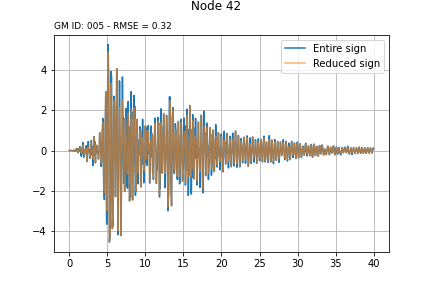 Node 42
GM ID: 005 - RMSE = 0.32
Entire sign
Reduced sign
4
2
0
−2
−4
0 5 10 15 20 25 30 35 40